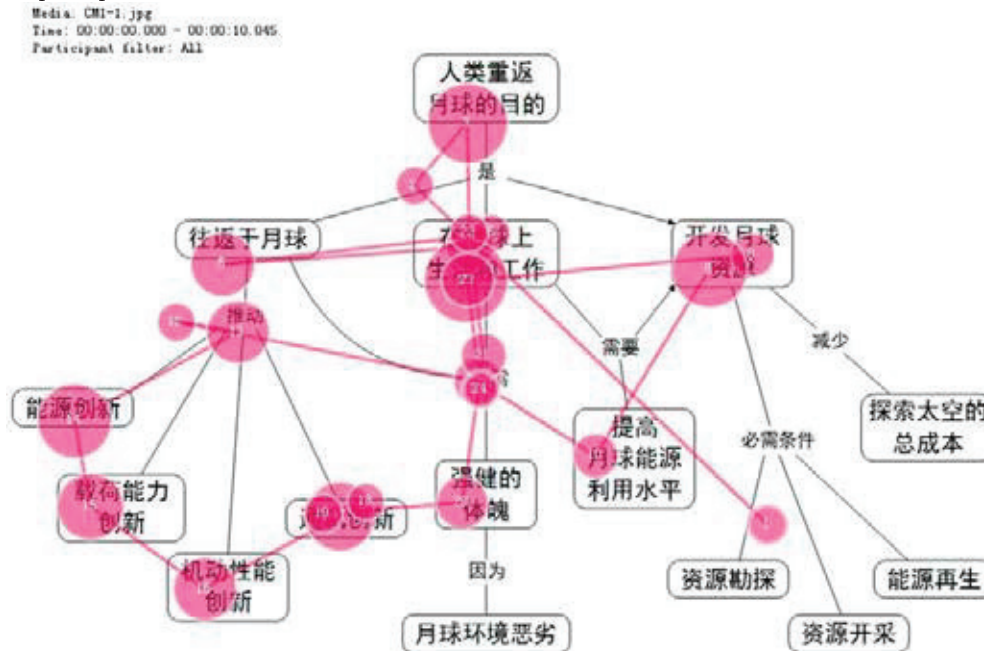 Media: CM1-1.jpg
Time: 00:00:00.000 - 00:00:10.045
Participant filter: All
人类重返
月球的目的
是
往返于月球
上
工作
开发月球
资源
推动
需要
减少
能源创新
提高
月球能源
利用水平
探索太空的
总成本
必需条件
载荷能力
创新
创新
强健的
体魄
机动性能
创新
因为
资源勘探
能源再生
月球环境恶劣
资源开采